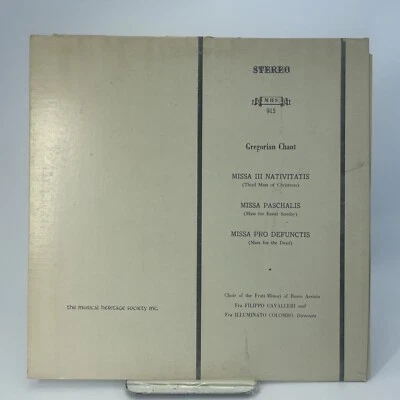 STEREO
MHS
915
Gregorian Chant
MISSA III NATIVITATIS
(Third Mass of Christmas)
MISSA PASCHALIS
(Mass for Easter Sunday)
MISSA PRO DEFUNCTIS
(Mass for the Dead)
Choir of the Frati Minori of Busto Arsizio
Fra FILIPPO CAVALLERI and
Fra ILLUMINATO COLOMBO, Directors
the musical heritage society inc.